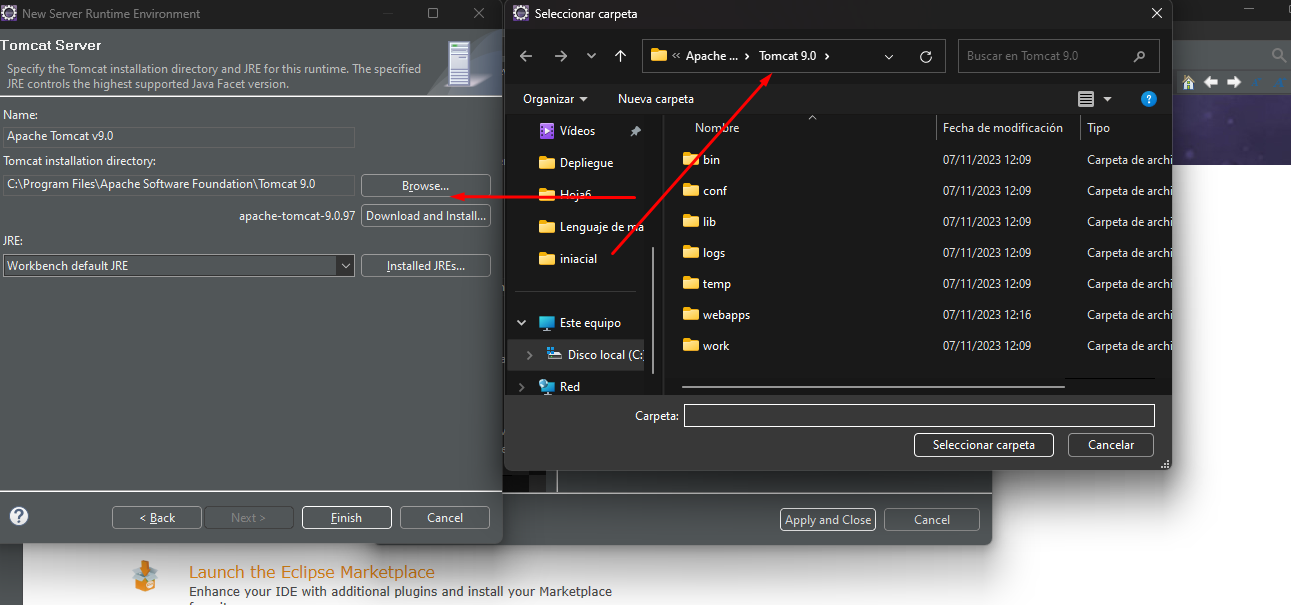 New Server Runtime Environment
Tomcat Server
Specify the Tomcat installation directory and JRE for this runtime. The specified
JRE controls the highest supported Java Facet version.
Name:
Apache Tomcat v9.0
Tomcat installation directory:
C:\Program Files\Apache Software Foundation\Tomcat 9.0
Browse...
apache-tomcat-9.0.97
Download and Install...
JRE:
Workbench default JRE
Installed JREs...
< Back
Next >
Finish
Cancel
Seleccionar carpeta
« Apache ... › Tomcat 9.0 ›
Buscar en Tomcat 9.0
Organizar
Nueva carpeta
Vídeos
Depliegue
Hoja6
Lenguaje de ma
iniacial
Este equipo
Disco local (C:
Red
Nombre
Fecha de modificación
Tipo
bin
07/11/2023 12:09
Carpeta de archi
conf
07/11/2023 12:09
Carpeta de archi
lib
07/11/2023 12:09
Carpeta de archi
logs
07/11/2023 12:09
Carpeta de archi
temp
07/11/2023 12:09
Carpeta de archi
webapps
07/11/2023 12:16
Carpeta de archi
work
07/11/2023 12:09
Carpeta de archi
Carpeta:
Seleccionar carpeta
Cancelar
Apply and Close
Cancel
Launch the Eclipse Marketplace
Enhance your IDE with additional plugins and install your Marketplace